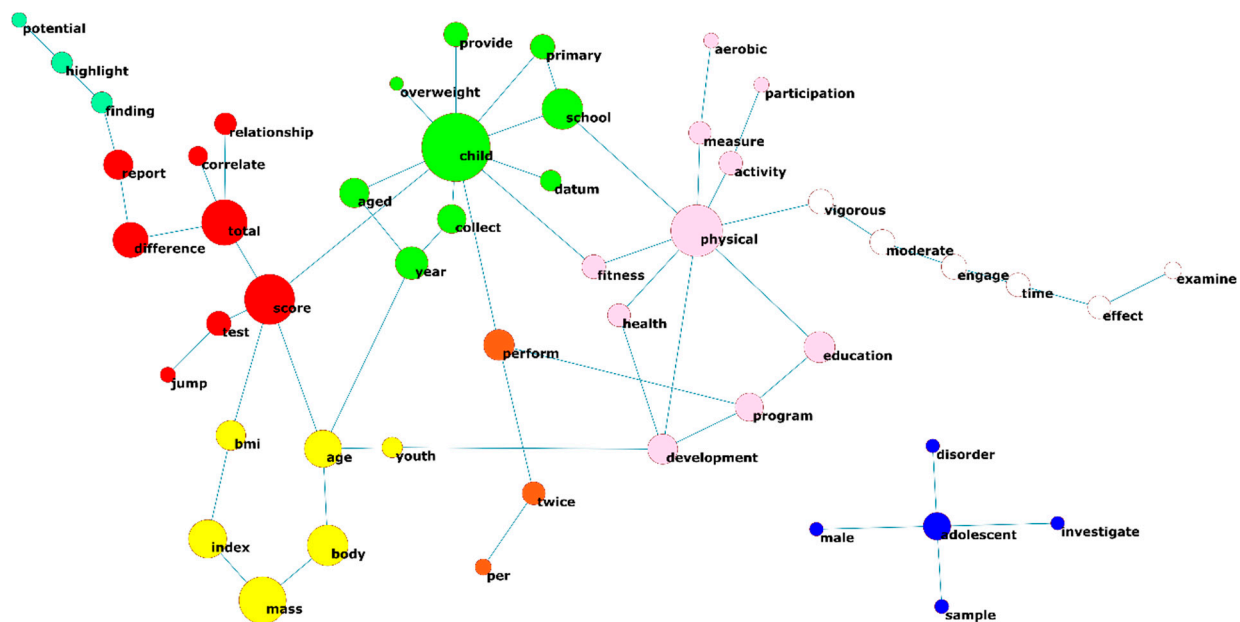 potential
highlight
finding
report
difference
relationship
correlate
total
score
test
jump
bmi
index
mass
body
age
youth
provide
primary
overweight
school
child
datum
aged
collect
year
perform
twice
per
aerobic
participation
measure
activity
physical
fitness
health
education
program
development
vigorous
moderate
engage
time
effect
examine
disorder
male
adolescent
investigate
sample